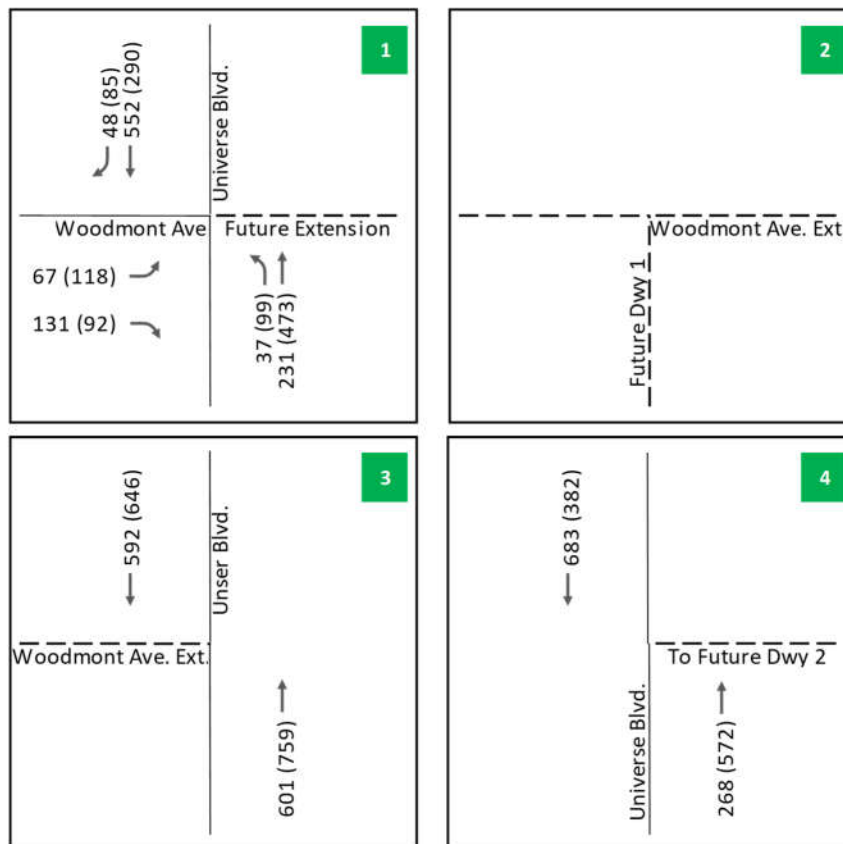 1
48 (85)
552 (290)
Universe Blvd.
Woodmont Ave
Future Extension
67 (118)
131 (92)
37 (99)
231 (473)
2
Woodmont Ave. Ext
Future Dwy 1
3
592 (646)
Unser Blvd.
Woodmont Ave. Ext.
601 (759)
4
683 (382)
To Future Dwy 2
Universe Blvd.
268 (572)